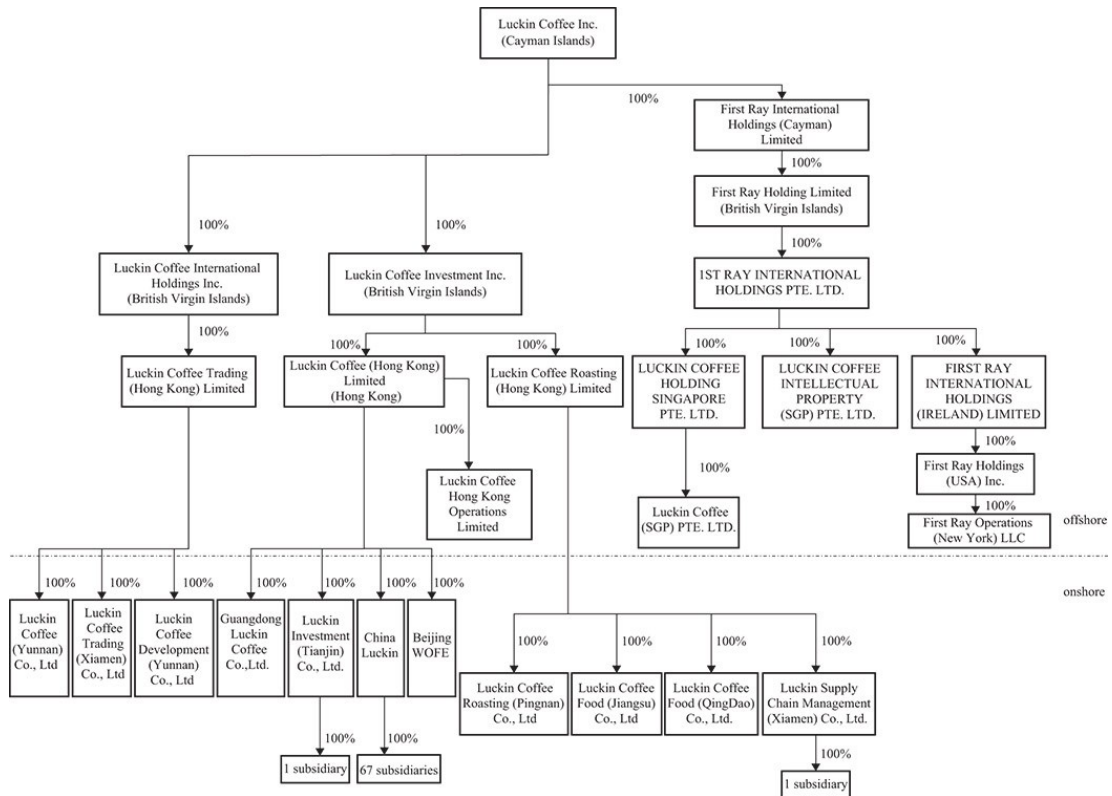 Luckin Coffee Inc.
(Cayman Islands)
100%
First Ray International
Holdings (Cayman)
Limited
100%
First Ray Holding Limited
(British Virgin Islands)
100%
100%
100%
Luckin Coffee International
Holdings Inc.
(British Virgin Islands)
Luckin Coffee Investment Inc.
(British Virgin Islands)
1ST RAY INTERNATIONAL
HOLDINGS PTE. LTD.
100%
100%
100%
100%
100%
100%
Luckin Coffee Trading
(Hong Kong) Limited
Luckin Coffee (Hong Kong)
Limited
(Hong Kong)
Luckin Coffee Roasting
(Hong Kong) Limited
LUCKIN COFFEE
HOLDING
SINGAPORE
PTE. LTD.
LUCKIN COFFEE
INTELLECTUAL
PROPERTY
(SGP) PTE. LTD.
FIRST RAY
INTERNATIONAL
HOLDINGS
(IRELAND) LIMITED
100%
100%
100%
Luckin Coffee
Hong Kong
Operations
Limited
First Ray Holdings
(USA) Inc.
100%
Luckin Coffee
(SGP) PTE. LTD.
First Ray Operations
(New York) LLC
offshore
onshore
100%
100%
100%
100%
100%
100%
100%
Luckin
Coffee
(Yunnan)
Co., Ltd
Luckin
Coffee
Trading
(Xiamen)
Co., Ltd
Luckin
Coffee
Development
(Yunnan)
Co., Ltd
Guangdong
Luckin
Coffee
Co.,Ltd.
Luckin
Investment
(Tianjin)
Co., Ltd.
China
Luckin
Beijing
WOFE
100%
100%
100%
100%
Luckin Coffee
Roasting (Pingnan)
Co., Ltd
Luckin Coffee
Food (Jiangsu)
Co., Ltd
Luckin Coffee
Food (QingDao)
Co., Ltd.
Luckin Supply
Chain Management
(Xiamen) Co., Ltd.
100%
100%
100%
1 subsidiary
67 subsidiaries
1 subsidiary